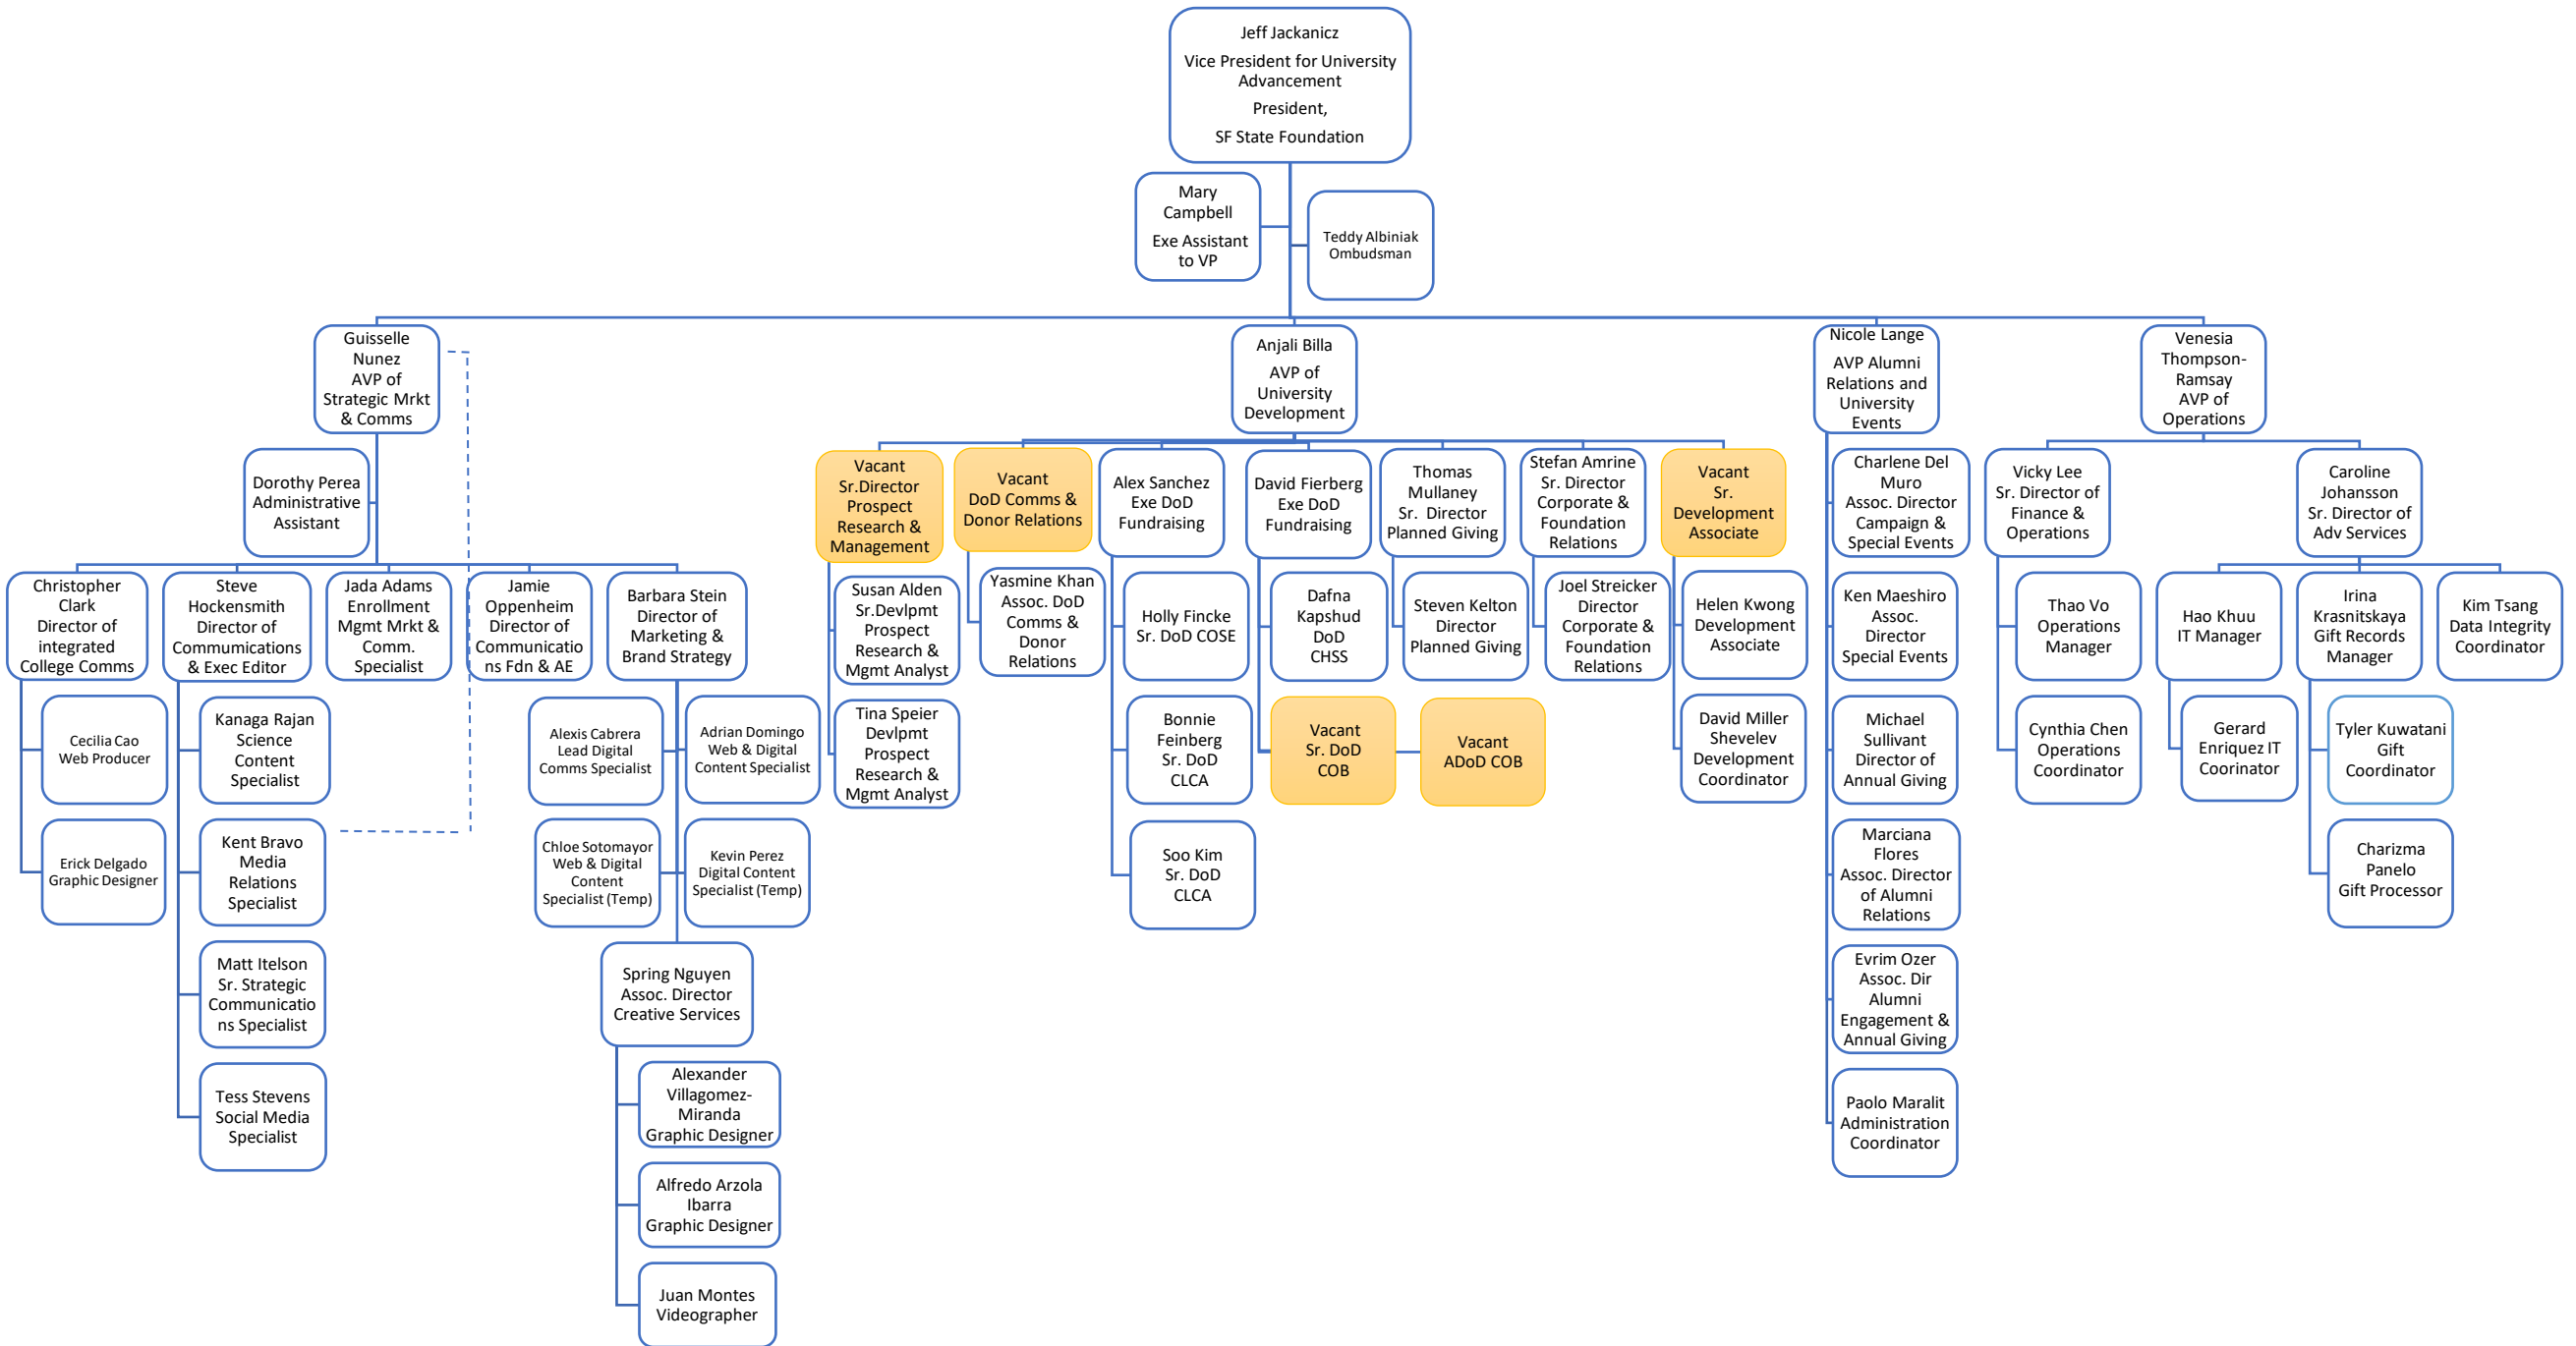 Jeff Jackanicz
Vice President for University
Advancement
President,
SF State Foundation
Mary
Campbell
Exe Assistant
to VP
Teddy Albiniak
Ombudsman
Guisselle
Nunez
AVP of
Strategic Mrkt
& Comms
Anjali Billa
AVP of
University
Development
Nicole Lange
AVP Alumni
Relations and
University
Events
Venesia
Thompson-
Ramsay
AVP of
Operations
Dorothy Perea
Administrative
Assistant
Vacant
Sr.Director
Prospect
Research &
Management
Vacant
DoD Comms &
Donor Relations
Alex Sanchez
Exe DoD
Fundraising
David Fierberg
Exe DoD
Fundraising
Thomas
Mullaney
Sr. Director
Planned Giving
Stefan Amrine
Sr. Director
Corporate &
Foundation
Relations
Vacant
Sr.
Development
Associate
Charlene Del
Muro
Assoc. Director
Campaign &
Special Events
Vicky Lee
Sr. Director of
Finance &
Operations
Caroline
Johansson
Sr. Director of
Adv Services
Christopher
Clark
Director of
integrated
College Comms
Steve
Hockensmith
Director of
Commumications
& Exec Editor
Jada Adams
Enrollment
Mgmt Mrkt &
Comm.
Specialist
Jamie
Oppenheim
Director of
Communicatio
ns Fdn & AE
Barbara Stein
Director of
Marketing &
Brand Strategy
Susan Alden
Sr.Devlpmt
Prospect
Research &
Mgmt Analyst
Yasmine Khan
Assoc. DoD
Comms &
Donor
Relations
Holly Fincke
Sr. DoD COSE
Dafna
Kapshud
DoD
CHSS
Steven Kelton
Director
Planned Giving
Joel Streicker
Director
Corporate &
Foundation
Relations
Helen Kwong
Development
Associate
Ken Maeshiro
Assoc.
Director
Special Events
Thao Vo
Operations
Manager
Hao Khuu
IT Manager
Irina
Krasnitskaya
Gift Records
Manager
Kim Tsang
Data Integrity
Coordinator
Cecilia Cao
Web Producer
Kanaga Rajan
Science
Content
Specialist
Alexis Cabrera
Lead Digital
Comms Specialist
Adrian Domingo
Web & Digital
Content Specialist
Tina Speier
Devlpmt
Prospect
Research &
Mgmt Analyst
Bonnie
Feinberg
Sr. DoD
CLCA
Vacant
Sr. DoD
COB
Vacant
ADoD COB
David Miller
Shevelev
Development
Coordinator
Michael
Sullivant
Director of
Annual Giving
Cynthia Chen
Operations
Coordinator
Gerard
Enriquez IT
Coorinator
Tyler Kuwatani
Gift
Coordinator
Erick Delgado
Graphic Designer
Kent Bravo
Media
Relations
Specialist
Chloe Sotomayor
Web & Digital
Content
Specialist (Temp)
Kevin Perez
Digital Content
Specialist (Temp)
Soo Kim
Sr. DoD
CLCA
Marciana
Flores
Assoc. Director
of Alumni
Relations
Charizma
Panelo
Gift Processor
Matt Itelson
Sr. Strategic
Communicatio
ns Specialist
Spring Nguyen
Assoc. Director
Creative Services
Evrim Ozer
Assoc. Dir
Alumni
Engagement &
Annual Giving
Tess Stevens
Social Media
Specialist
Alexander
Villagomez-
Miranda
Graphic Designer
Paolo Maralit
Administration
Coordinator
Alfredo Arzola
Ibarra
Graphic Designer
Juan Montes
Videographer